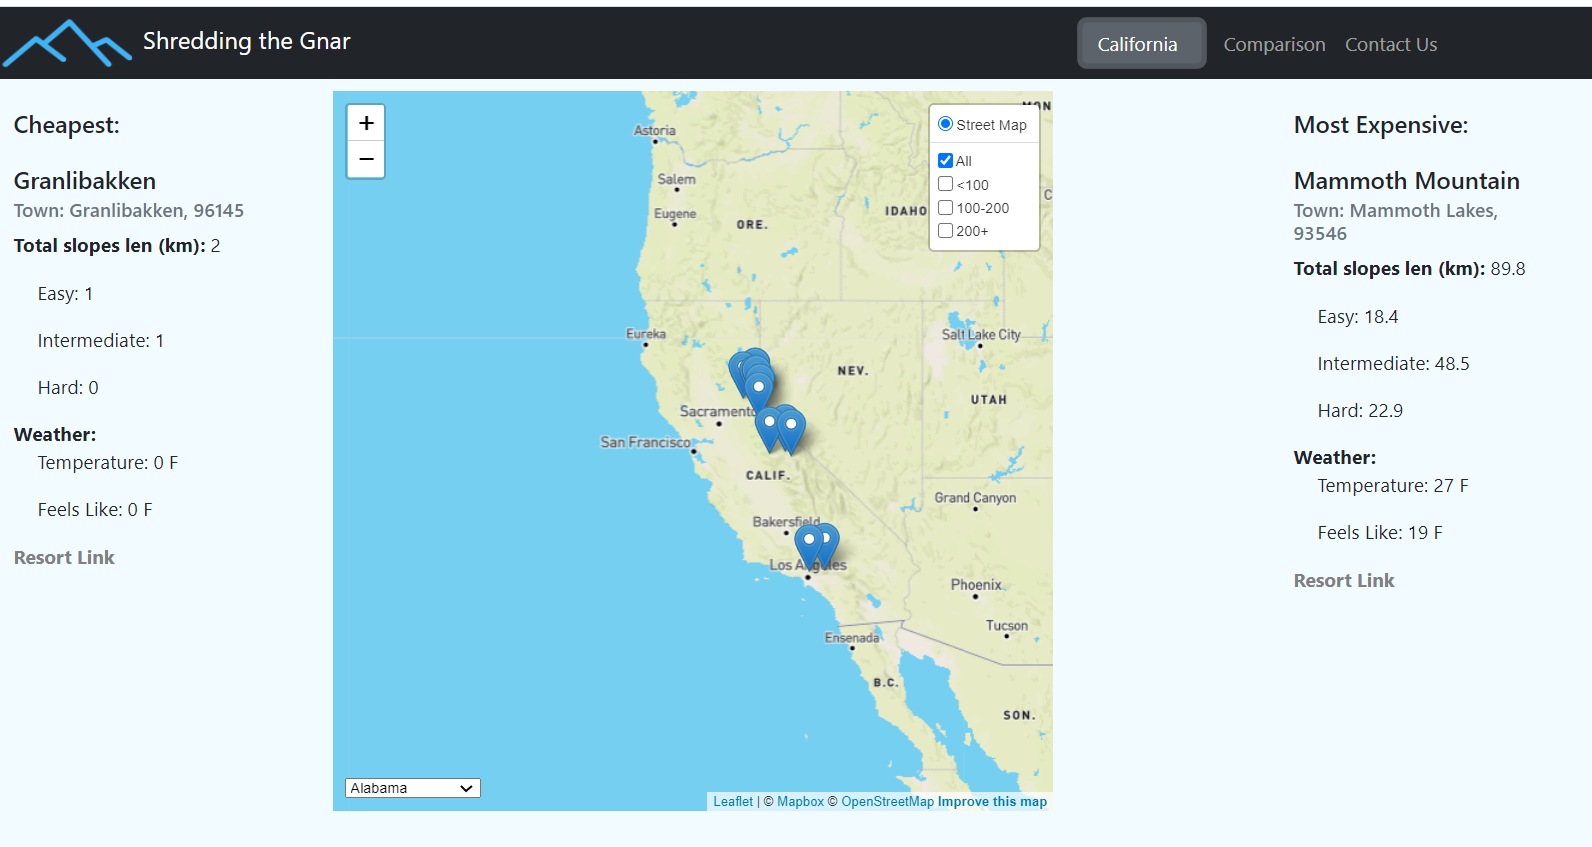 Shredding the Gnar
California
Comparison
Contact Us
Cheapest:
Granlibakken
Town: Granlibakken, 96145
Total slopes len (km): 2
Easy: 1
Intermediate: 1
Hard: 0
Weather:
Temperature: 0 F
Feels Like: 0 F
Resort Link
+
−
Street Map
All
<100
100-200
200+
MON
Astoria
Salem
Eugene
ORE.
IDAHO
Eureka
Salt Lake City
NEV.
UTAH
Sacramento
San Francisco
CALIF.
Grand Canyon
Bakersfield
Los Angeles
Phoenix
Tucson
Ensenada
B.C.
SON.
Alabama
Leaflet | © Mapbox © OpenStreetMap Improve this map
Most Expensive:
Mammoth Mountain
Town: Mammoth Lakes,
93546
Total slopes len (km): 89.8
Easy: 18.4
Intermediate: 48.5
Hard: 22.9
Weather:
Temperature: 27 F
Feels Like: 19 F
Resort Link